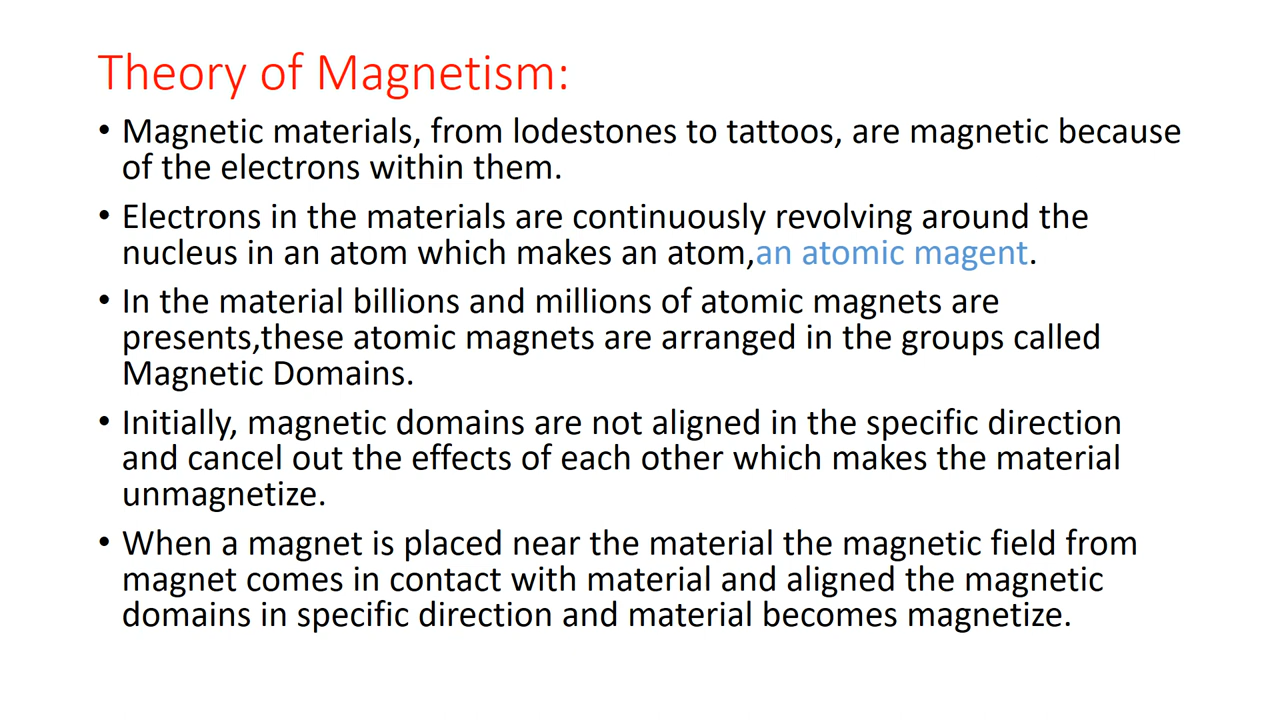 Theory of Magnetism:
• Magnetic materials, from lodestones to tattoos, are magnetic because
of the electrons within them.
• Electrons in the materials are continuously revolving around the
nucleus in an atom which makes an atom,an atomic magent.
• In the material billions and millions of atomic magnets are
presents,these atomic magnets are arranged in the groups called
Magnetic Domains.
• Initially, magnetic domains are not aligned in the specific direction
and cancel out the effects of each other which makes the material
unmagnetize.
• When a magnet is placed near the material the magnetic field from
magnet comes in contact with material and aligned the magnetic
domains in specific direction and material becomes magnetize.